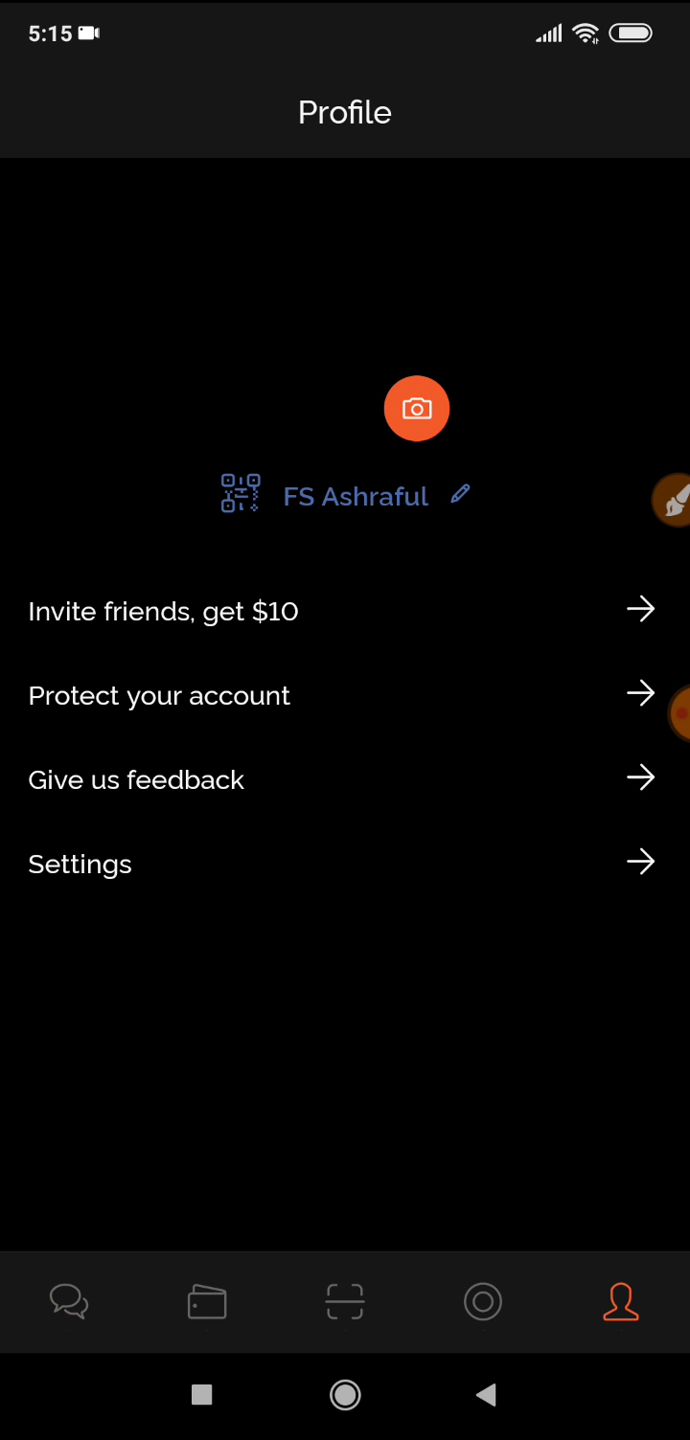 5:15
Profile
FS Ashraful
Invite friends, get $10
Protect your account
Give us feedback
Settings